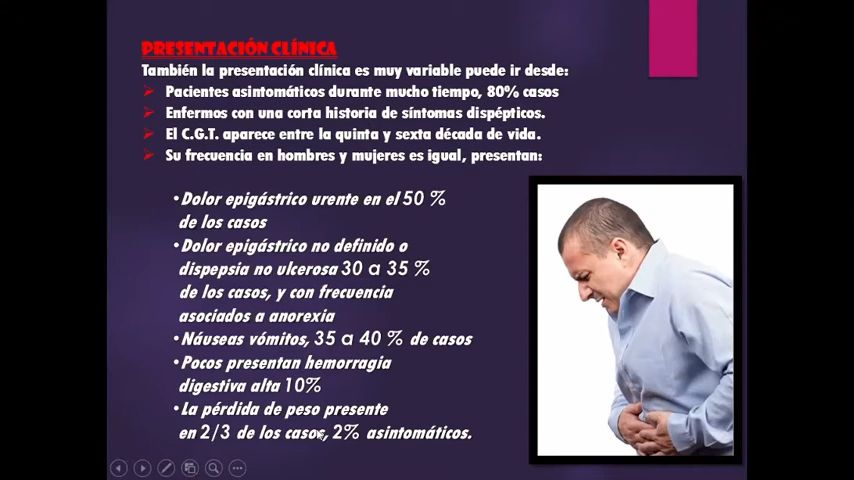 PRESENTACIÓN CLÍNICA
También la presentación clínica es muy variable puede ir desde:
Pacientes asintomáticos durante mucho tiempo, 80% casos
Enfermos con una corta historia de síntomas dispépticos.
El C.G.T. aparece entre la quinta y sexta década de vida.
Su frecuencia en hombres y mujeres es igual, presentan:
•Dolor epigástrico urente en el 50 %
de los casos
•Dolor epigástrico no definido o
dispepsia no ulcerosa 30 a 35 %
de los casos, y con frecuencia
asociados a anorexia
•Náuseas vómitos, 35 a 40 % de casos
•Pocos presentan hemorragia
digestiva alta 10%
•La pérdida de peso presente
en 2/3 de los casos, 2% asintomáticos.